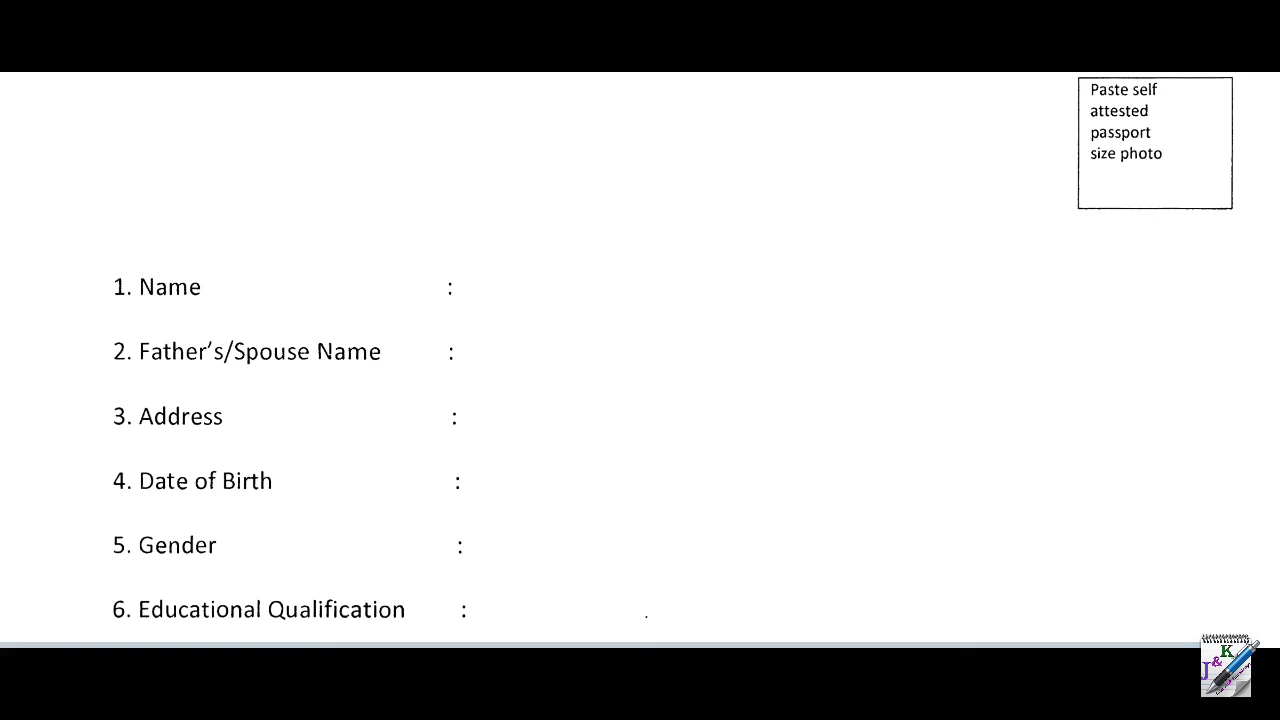 Paste self
attested
passport
size photo
1. Name :
2. Father's/Spouse Name :
3. Address :
4. Date of Birth :
5. Gender :
6. Educational Qualification :
J&K